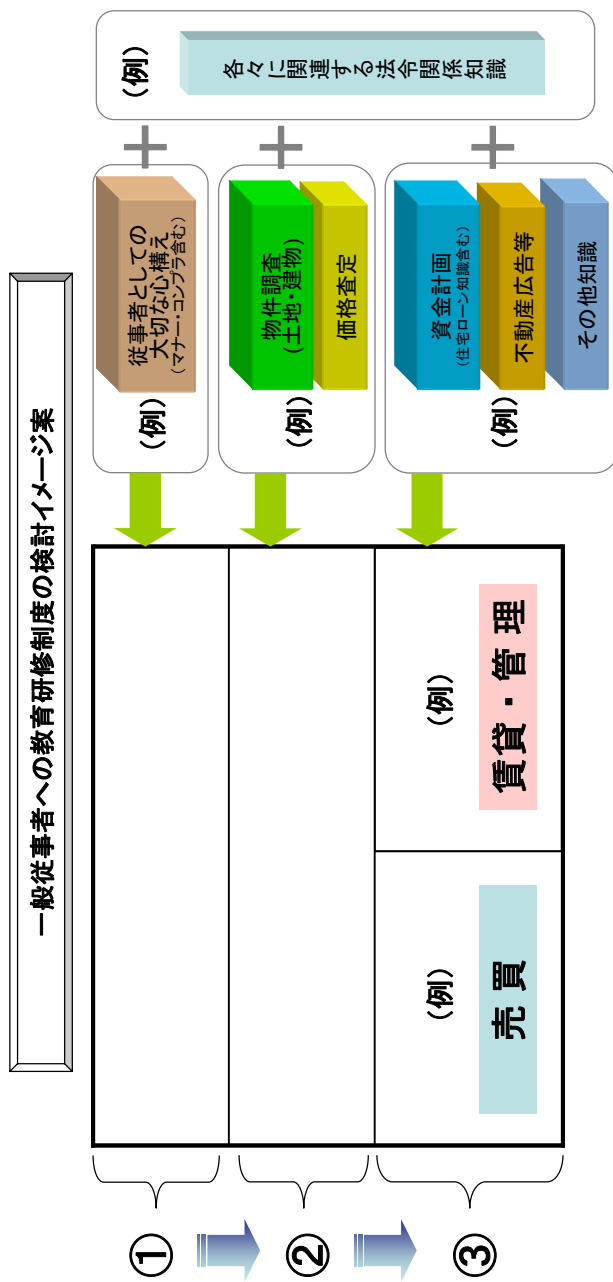 一般従事者への教育研修制度の検討イメージ案
①
(例)
従事者としての
大切な心構え
(マナー・コンプラ含む)
＋
(例)
各々に関連する法令関係知識
②
(例)
物件調査
(土地・建物)
価格査定
＋
③
(例)
売買
(例)
賃貸・管理
(例)
資金計画
(住宅ローン知識含む)
不動産広告等
その他知識
＋